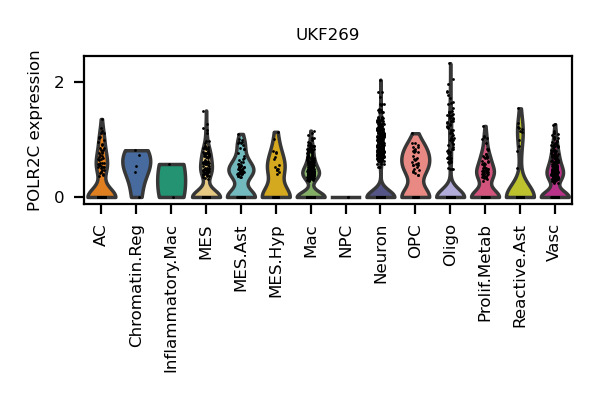 UKF269
POLR2C expression
2
0
AC
Chromatin.Reg
Inflammatory.Mac
MES
MES.Ast
MES.Hyp
Mac
NPC
Neuron
OPC
Oligo
Prolif.Metab
Reactive.Ast
Vasc